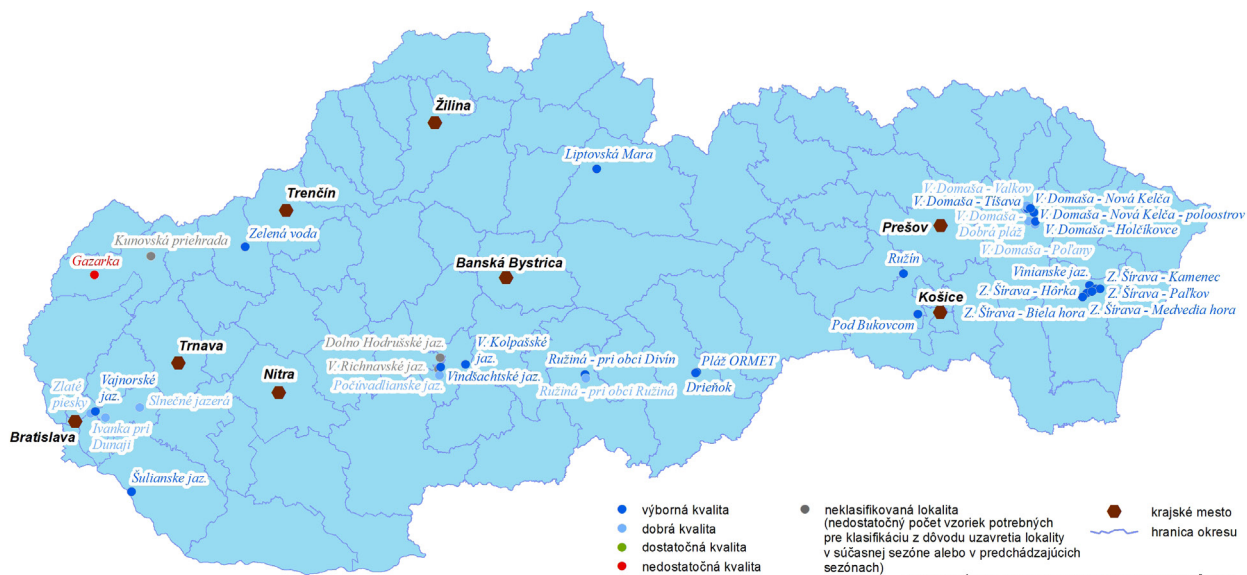 Žilina
Liptovská Mara
Trenčín
Zelená voda
Kunovská priehrada
Gazarka
Banská Bystrica
V. Domaša - Valkov
V. Domaša - Tíšava
V. Domaša - Nová Kelča
V. Domaša - Nová Kelča - poloostrov
V. Domaša -
Dobrá pláž
V. Domaša - Holčíkovce
V. Domaša - Poľany
Prešov
Ružín
Vinianske jaz.
Z. Šírava - Kamenec
Z. Šírava - Hôrka
Z. Šírava - Paľkov
Košice
Z. Šírava - Biela hora
Z. Šírava - Medvedia hora
Pod Bukovcom
Trnava
Nitra
Dolno Hodrušské jaz.
V. Kolpašské
jaz.
V. Richnavské jaz.
Vindšachtské jaz.
Počúvadlianske jaz.
Ružiná - pri obci Divín
Ružiná - pri obci Ružiná
Pláž ORMET
Drieňok
Zlaté
piesky
Vajnorské
jaz.
Slnečné jazerá
Ivanka pri
Dunaji
Bratislava
Šulianske jaz.
výborná kvalita
dobrá kvalita
dostatočná kvalita
nedostatočná kvalita
neklasifikovaná lokalita
(nedostatočný počet vzoriek potrebných
pre klasifikáciu z dôvodu uzavretia lokality
v súčasnej sezóne alebo v predchádzajúcich
sezónach)
krajské mesto
hranica okresu